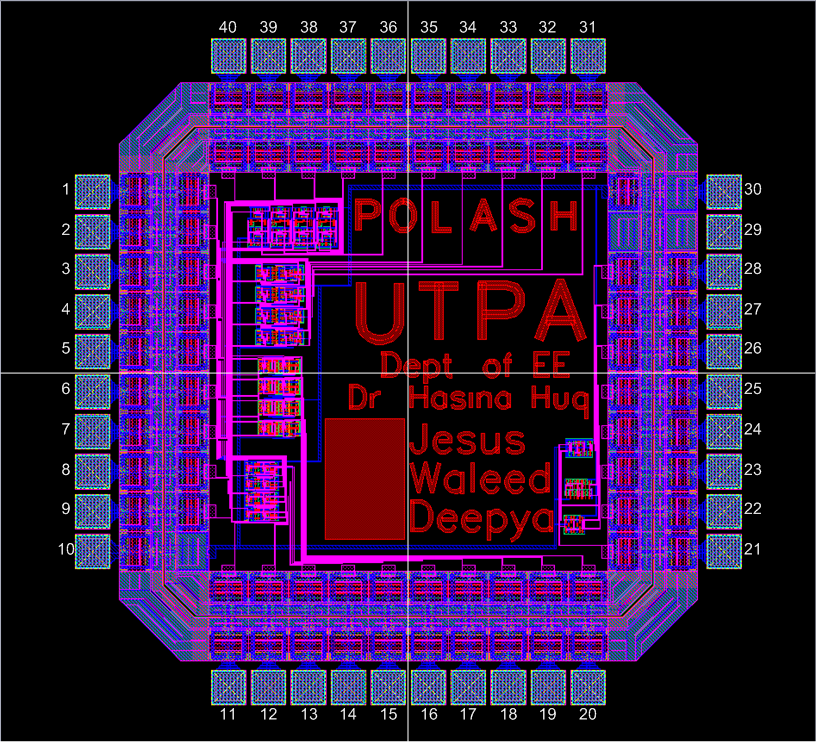 40 39 38 37 36 35 34 33 32 31
1 30
2 29
3 28
4 27
5 26
6 25
7 24
8 23
9 22
10 21
POLASH
UTPA
Dept of EE
Dr Hasina Huq
Jesus
Waleed
Deepya
11 12 13 14 15 16 17 18 19 20